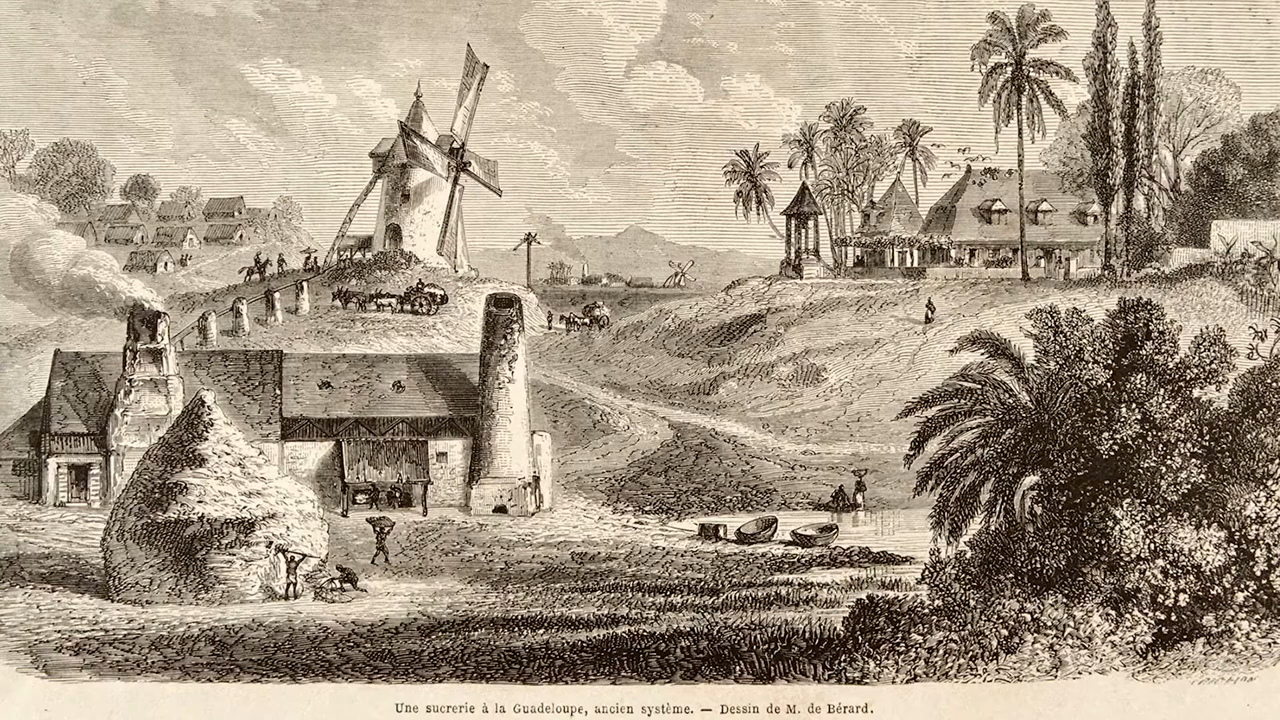 Une sucrerie à la Guadeloupe, ancien système. — Dessin de M. de Bérard.